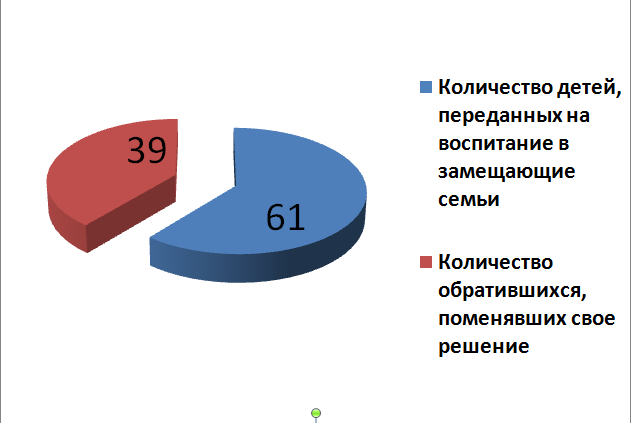 39
61
Количество детей,
переданных на
воспитание в
замещающие
семьи
Количество
обратившихся,
поменявших свое
решение